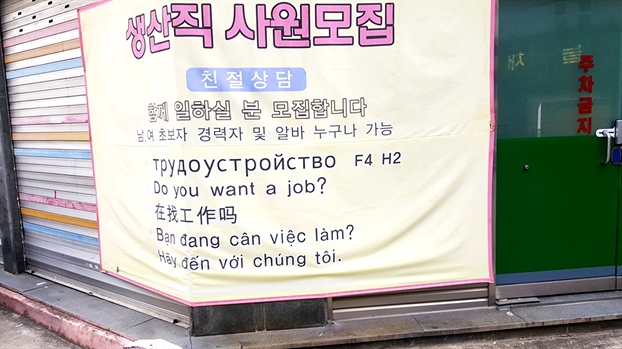 생산직 사원모집
친절상담
함께 일하실 분 모집합니다
남.여 초보자 경력자 및 알바 누구나 가능
трудоустройство F4 H2
Do you want a job?
在找工作吗
Bạn đang cân việc làm?
Hãy đến với chúng tôi.
주차금지